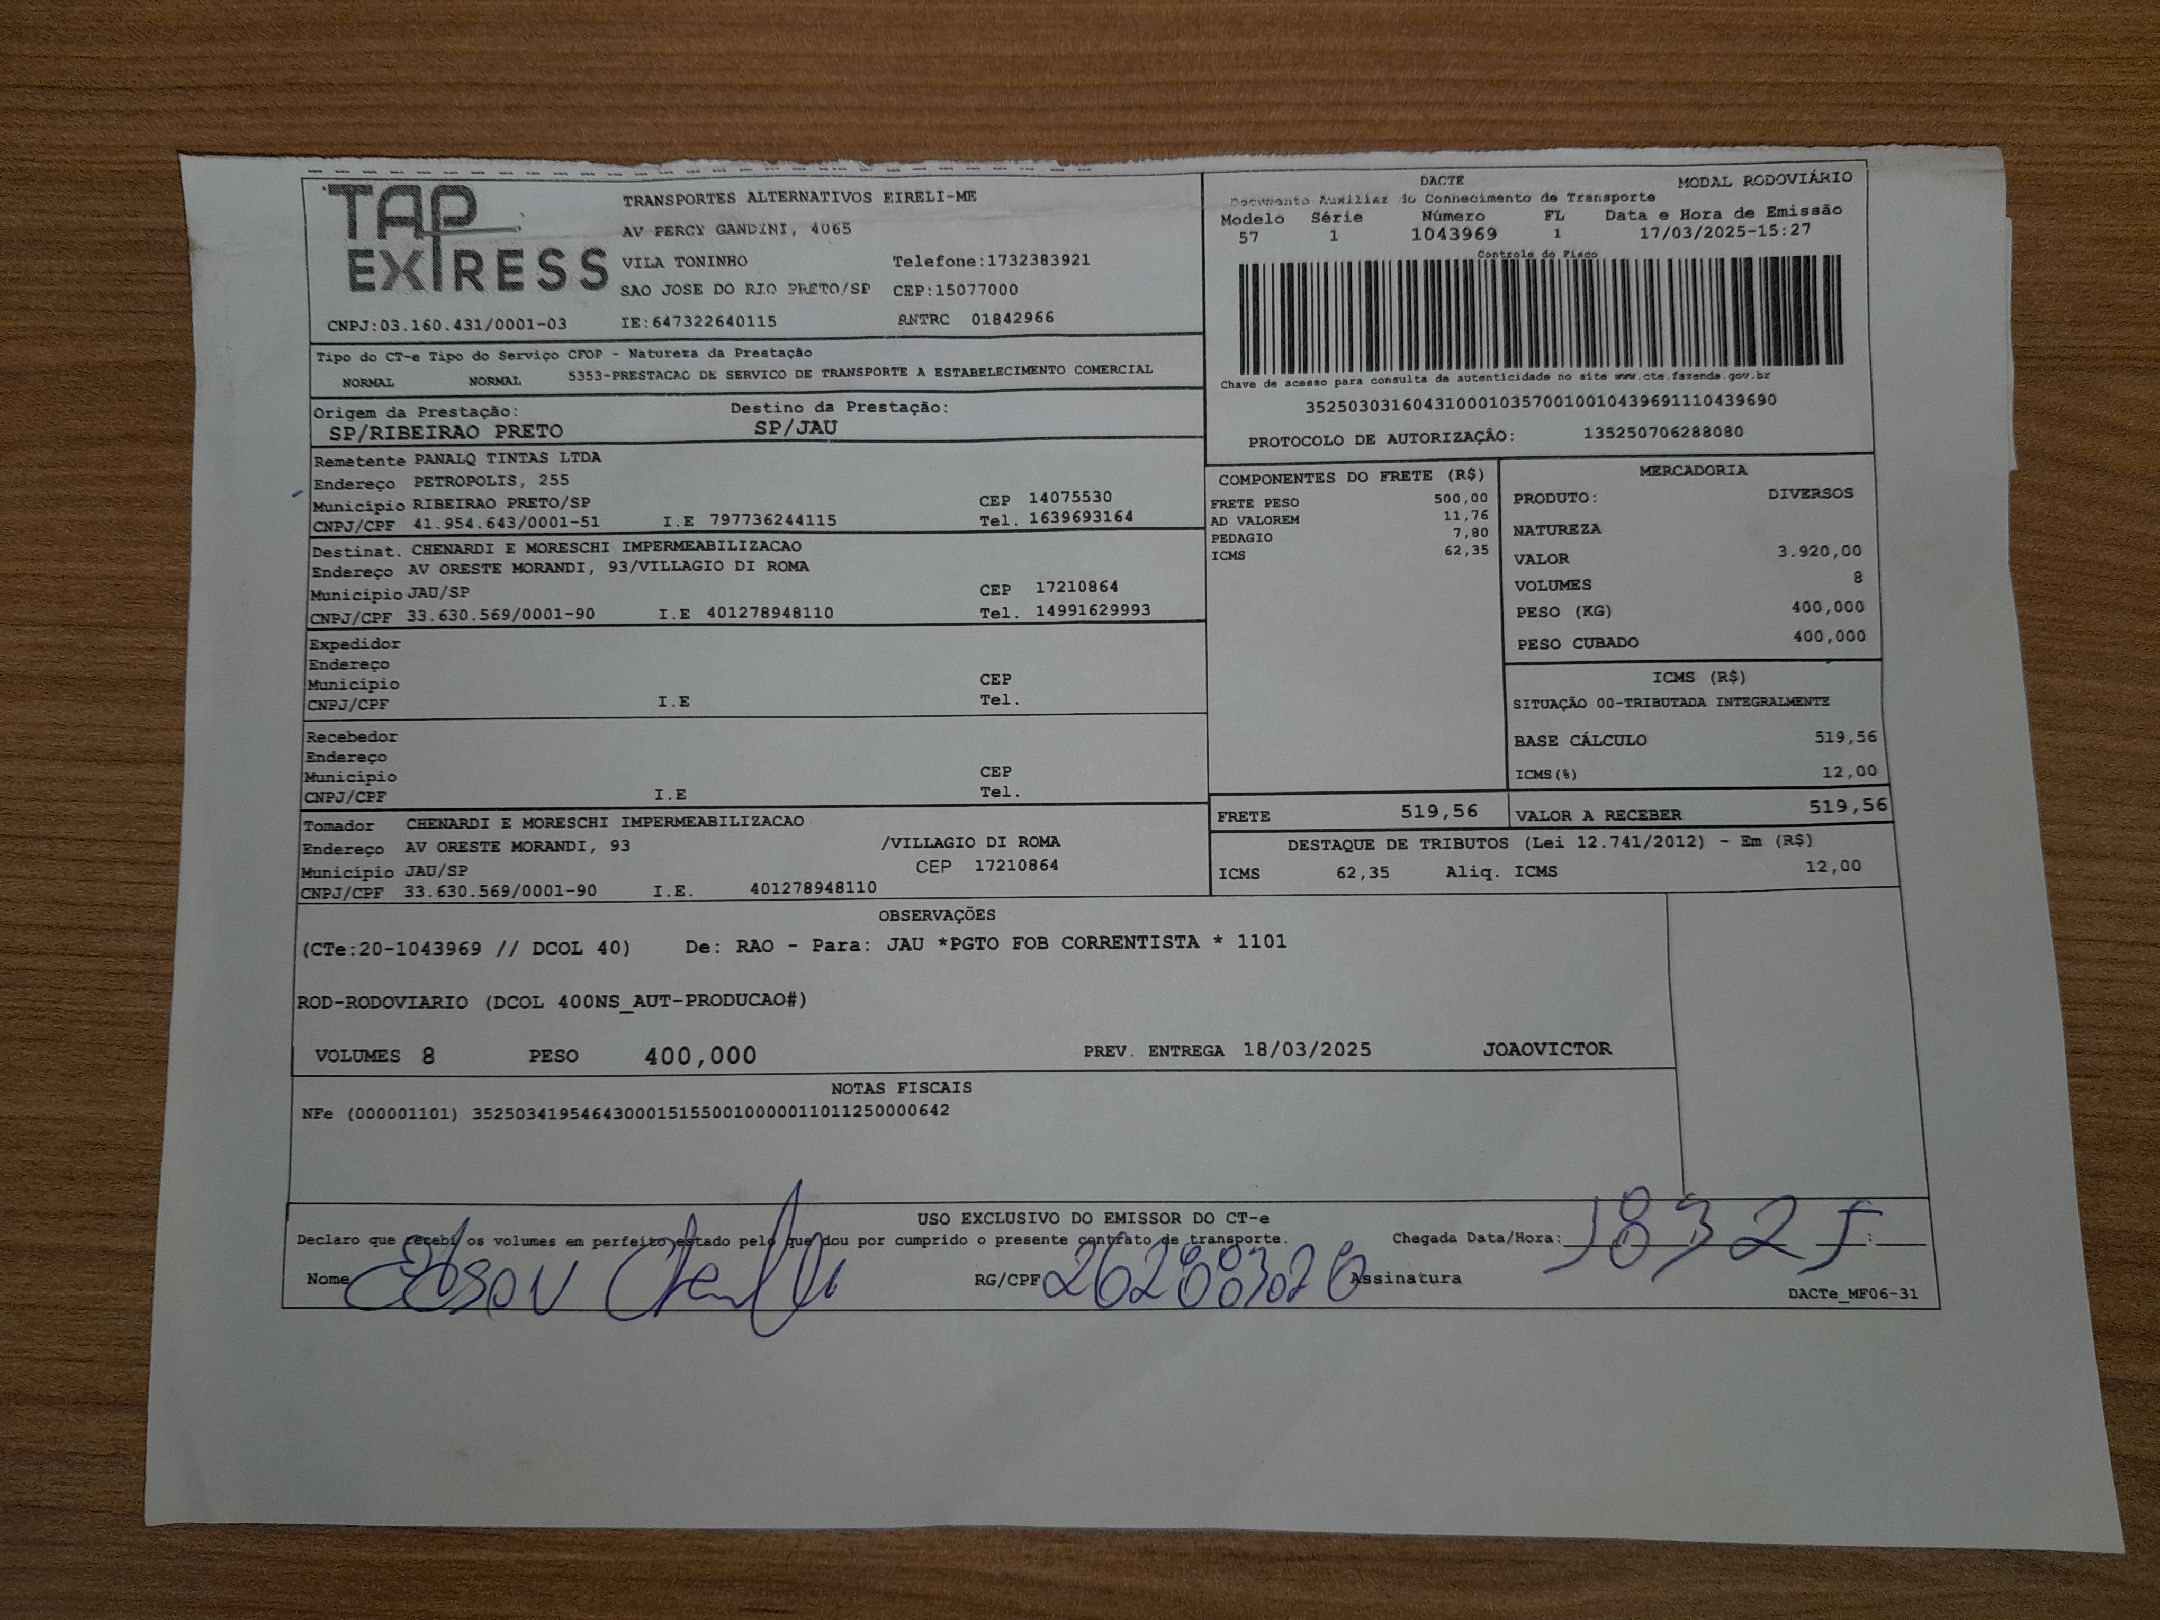 TAP EXPRESS
TRANSPORTES ALTERNATIVOS EIRELI-ME
AV PERCY GANDINI, 4065
VILA TONINHO Telefone:1732383921
SAO JOSE DO RIO PRETO/SP CEP:15077000
CNPJ:03.160.431/0001-03 IE:647322640115 RNTRC 01842966
DACTE MODAL RODOVIÁRIO
Documento Auxiliar do Conhecimento de Transporte
Modelo Série Número FL Data e Hora de Emissão
57 1 1043969 1 17/03/2025-15:27
Controle do Fisco
Chave de acesso para consulta de autenticidade no site www.cte.fazenda.gov.br
35250303160431000103570010010439691110439690
PROTOCOLO DE AUTORIZAÇÂO: 135250706288080
Tipo do CT-e Tipo do Serviço CFOP - Natureza da Prestação
NORMAL NORMAL 5353-PRESTACAO DE SERVICO DE TRANSPORTE A ESTABELECIMENTO COMERCIAL
Origem da Prestação: Destino da Prestação:
SP/RIBEIRAO PRETO SP/JAU
Remetente PANALQ TINTAS LTDA
Endereço PETROPOLIS, 255
Município RIBEIRAO PRETO/SP CEP 14075530
CNPJ/CPF 41.954.643/0001-51 I.E 797736244115 Tel. 1639693164
Destinat. CHENARDI E MORESCHI IMPERMEABILIZACAO
Endereço AV ORESTE MORANDI, 93/VILLAGIO DI ROMA
Município JAU/SP CEP 17210864
CNPJ/CPF 33.630.569/0001-90 I.E 401278948110 Tel. 14991629993
Expedidor
Endereço
Município CEP
CNPJ/CPF I.E Tel.
Recebedor
Endereço
Município CEP
CNPJ/CPF I.E Tel.
Tomador CHENARDI E MORESCHI IMPERMEABILIZACAO
Endereço AV ORESTE MORANDI, 93 /VILLAGIO DI ROMA
Município JAU/SP CEP 17210864
CNPJ/CPF 33.630.569/0001-90 I.E. 401278948110
COMPONENTES DO FRETE (R$)
FRETE PESO 500,00
AD VALOREM 11,76
PEDAGIO 7,80
ICMS 62,35
MERCADORIA
PRODUTO: DIVERSOS
NATUREZA
VALOR 3.920,00
VOLUMES 8
PESO (KG) 400,000
PESO CUBADO 400,000
ICMS (R$)
SITUAÇÃO 00-TRIBUTADA INTEGRALMENTE
BASE CÁLCULO 519,56
ICMS(%) 12,00
FRETE 519,56 VALOR A RECEBER 519,56
DESTAQUE DE TRIBUTOS (Lei 12.741/2012) - Em (R$)
ICMS 62,35 Aliq. ICMS 12,00
OBSERVAÇÕES
(CTe:20-1043969 // DCOL 40) De: RAO - Para: JAU *PGTO FOB CORRENTISTA * 1101
ROD-RODOVIARIO (DCOL 400NS_AUT-PRODUCAO#)
VOLUMES 8 PESO 400,000 PREV. ENTREGA 18/03/2025 JOAOVICTOR
NOTAS FISCAIS
NFe (000001101) 35250341954643000151550010000011011250000642
USO EXCLUSIVO DO EMISSOR DO CT-e
Declaro que recebi os volumes em perfeito estado pelo que dou por cumprido o presente contrato de transporte. Chegada Data/Hora: 18 3 25 :
Nome RG/CPF Assinatura
DACTe_MF06-31